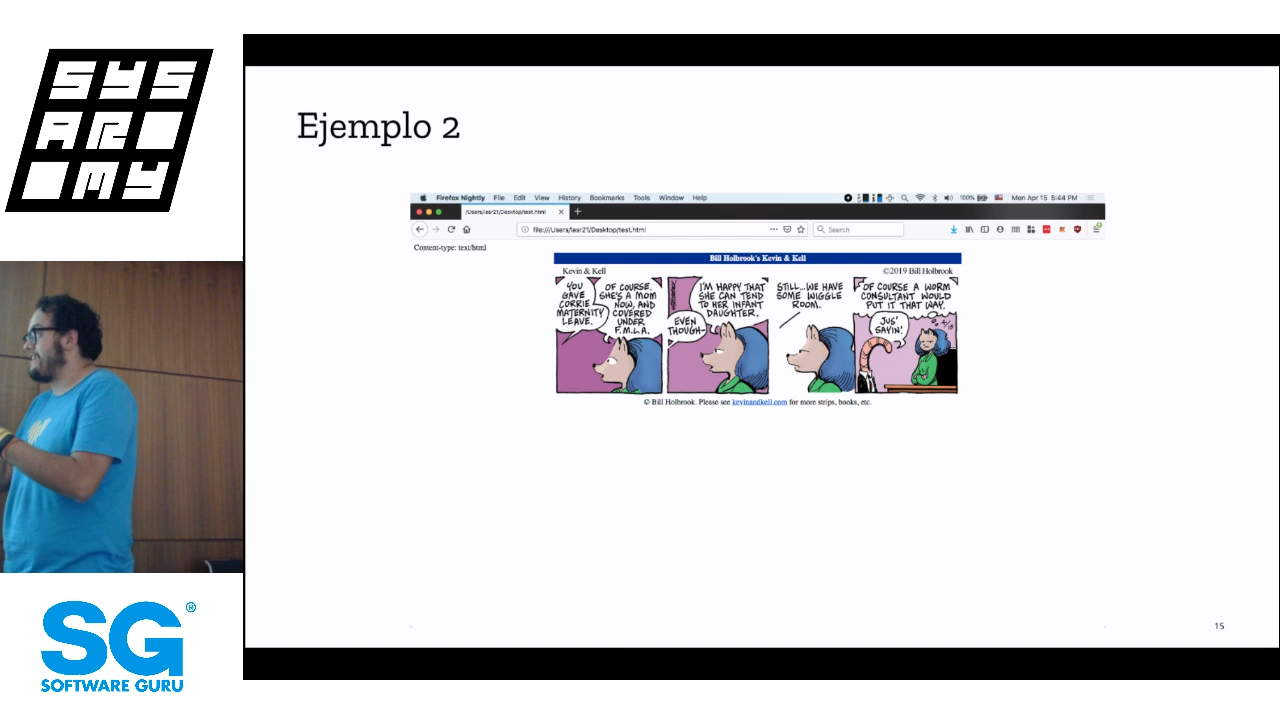 SYS
AR
MY
Ejemplo 2
Firefox Nightly File Edit View History Bookmarks Tools Window Help
100%
Mon Apr 15 5:44 PM
/Users/lasr21/Desktop/test.html
file:///Users/lasr21/Desktop/test.html
Search
Content-type: text/html
Bill Holbrook's Kevin & Kell
Kevin & Kell
©2019 Bill Holbrook
YOU
GAVE
CORRIE
MATERNITY
LEAVE.
OF COURSE.
SHE'S A MOM
NOW, AND
COVERED
UNDER
F.M.L.A.
I'M HAPPY THAT
SHE CAN TEND
TO HER INFANT
DAUGHTER.
EVEN
THOUGH-
STILL...WE HAVE
SOME WIGGLE
ROOM.
OF COURSE A WORM
CONSULTANT WOULD
PUT IT THAT WAY.
JUS'
SAYIN'.
© Bill Holbrook. Please see kevinandkell.com for more strips, books, etc.
15
SG®
SOFTWARE GURU